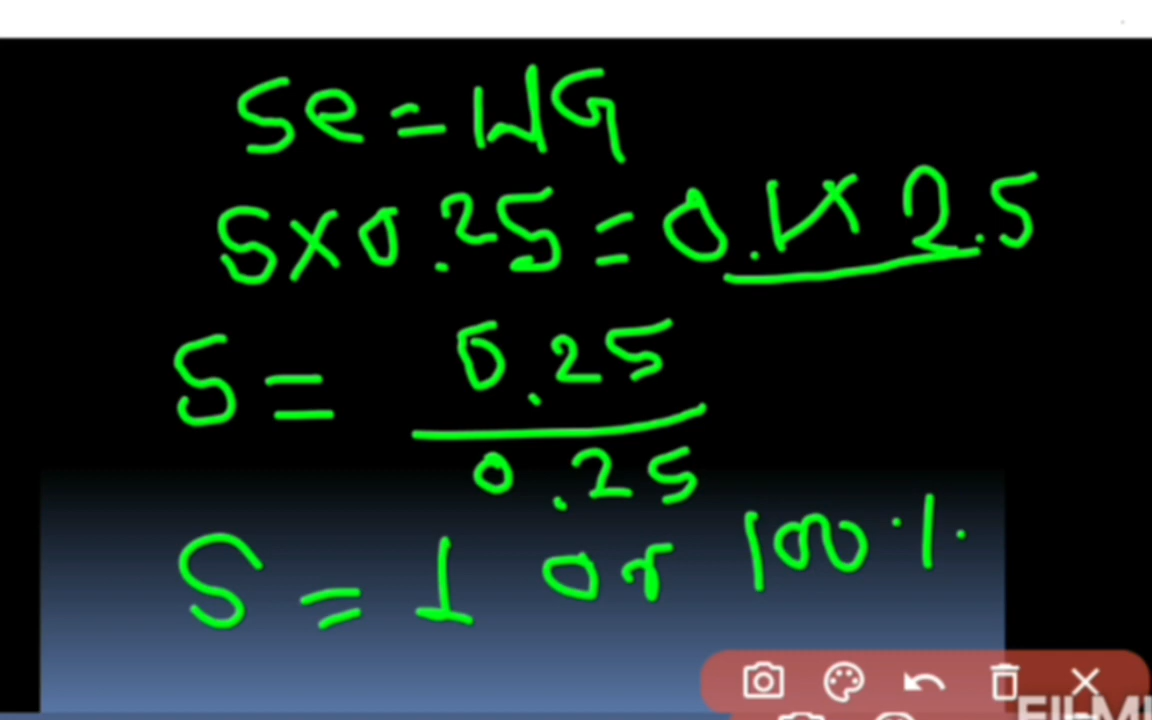 Se = WG
S × 0.25 = 0.1 × 2.5
S = 0.25
0.25
S = 1 or 100%